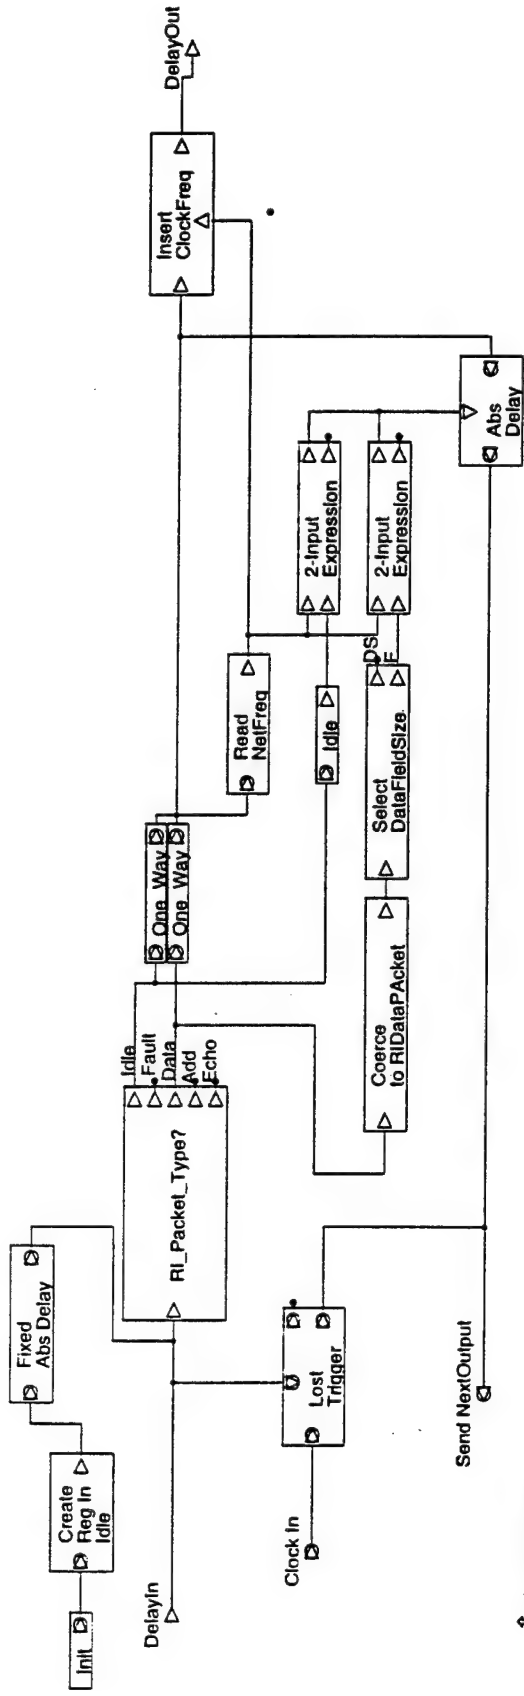 Init
Create
Reg In
Idle
Fixed
Abs Delay
DelayIn
RI_Packet_Type?
Idle
Fault
Data
Add
Echo
One Way
One Way
Read
NetFreq
Insert
ClockFreq
DelayOut
Clock In
Lost
Trigger
Idle
2-Input
Expression
2-Input
Expression
Coerce
to RIDataPAcket
Select
DataFieldSize
DS
F
Abs
Delay
Send NextOutput